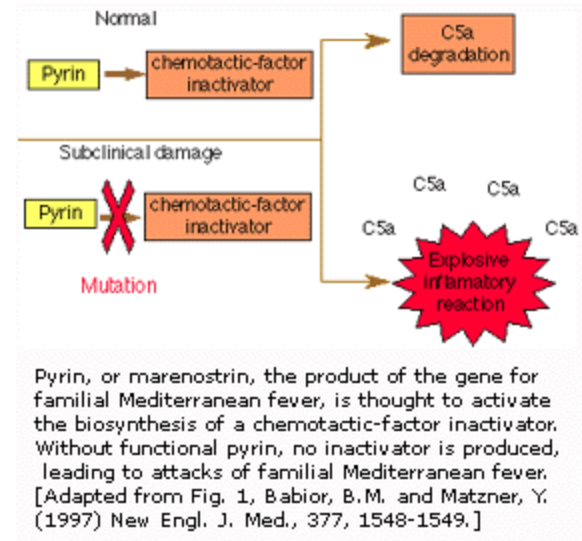 Normal
Pyrin
chemotactic-factor
inactivator
C5a
degradation
Subclinical damage
Pyrin
chemotactic-factor
inactivator
Mutation
C5a
C5a
C5a
C5a
Explosive
inflamatory
reaction
Pyrin, or marenostrin, the product of the gene for
familial Mediterranean fever, is thought to activate
the biosynthesis of a chemotactic-factor inactivator.
Without functional pyrin, no inactivator is produced,
leading to attacks of familial Mediterranean fever.
[Adapted from Fig. 1, Babior, B.M. and Matzner, Y.
(1997) New Engl. J. Med., 377, 1548-1549.]